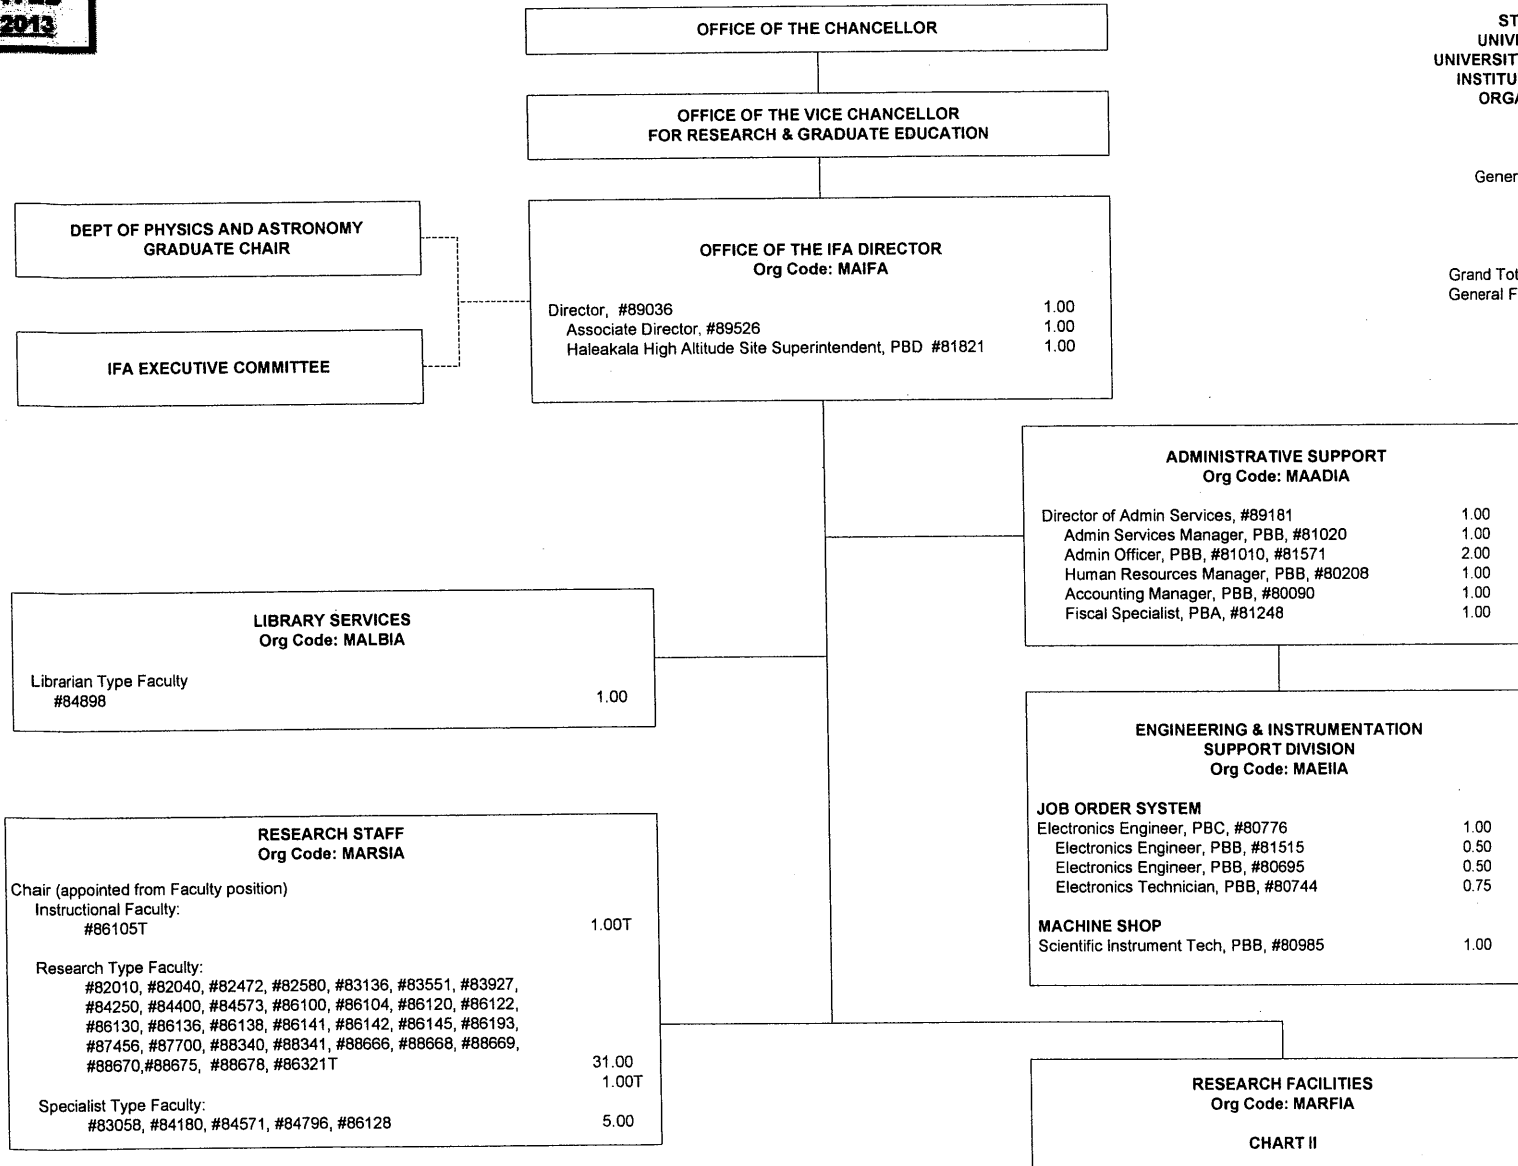 2013
OFFICE OF THE CHANCELLOR
OFFICE OF THE VICE CHANCELLOR
FOR RESEARCH & GRADUATE EDUCATION
DEPT OF PHYSICS AND ASTRONOMY
GRADUATE CHAIR
IFA EXECUTIVE COMMITTEE
OFFICE OF THE IFA DIRECTOR
Org Code: MAIFA
Director, #89036 1.00
Associate Director, #89526 1.00
Haleakala High Altitude Site Superintendent, PBD #81821 1.00
ST
UNIV
UNIVERSIT
INSTITU
ORGA
Gener
Grand Tot
General F
ADMINISTRATIVE SUPPORT
Org Code: MAADIA
Director of Admin Services, #89181 1.00
Admin Services Manager, PBB, #81020 1.00
Admin Officer, PBB, #81010, #81571 2.00
Human Resources Manager, PBB, #80208 1.00
Accounting Manager, PBB, #80090 1.00
Fiscal Specialist, PBA, #81248 1.00
LIBRARY SERVICES
Org Code: MALBIA
Librarian Type Faculty
#84898 1.00
ENGINEERING & INSTRUMENTATION
SUPPORT DIVISION
Org Code: MAEIIA
JOB ORDER SYSTEM
Electronics Engineer, PBC, #80776 1.00
Electronics Engineer, PBB, #81515 0.50
Electronics Engineer, PBB, #80695 0.50
Electronics Technician, PBB, #80744 0.75
MACHINE SHOP
Scientific Instrument Tech, PBB, #80985 1.00
RESEARCH STAFF
Org Code: MARSIA
Chair (appointed from Faculty position)
Instructional Faculty:
#86105T 1.00T
Research Type Faculty:
#82010, #82040, #82472, #82580, #83136, #83551, #83927,
#84250, #84400, #84573, #86100, #86104, #86120, #86122,
#86130, #86136, #86138, #86141, #86142, #86145, #86193,
#87456, #87700, #88340, #88341, #88666, #88668, #88669,
#88670,#88675, #88678, #86321T 31.00
1.00T
Specialist Type Faculty:
#83058, #84180, #84571, #84796, #86128 5.00
RESEARCH FACILITIES
Org Code: MARFIA
CHART II